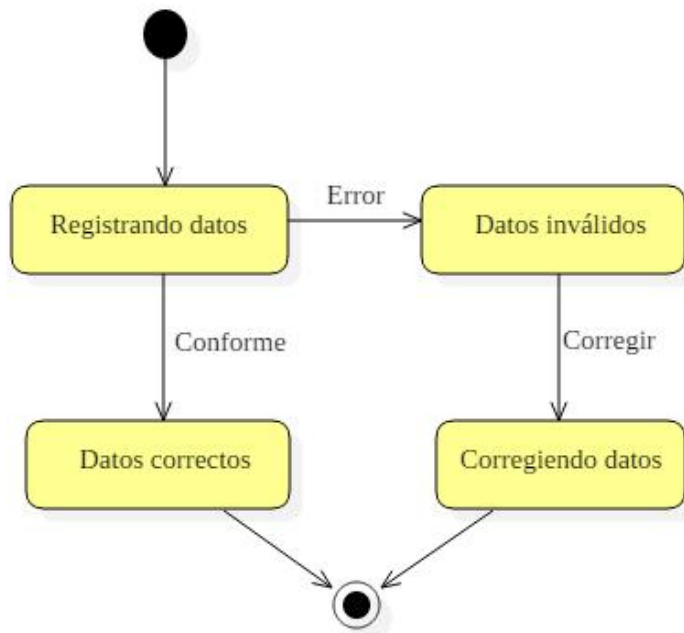 Error
Registrando datos
Datos inválidos
Conforme
Corregir
Datos correctos
Corregiendo datos